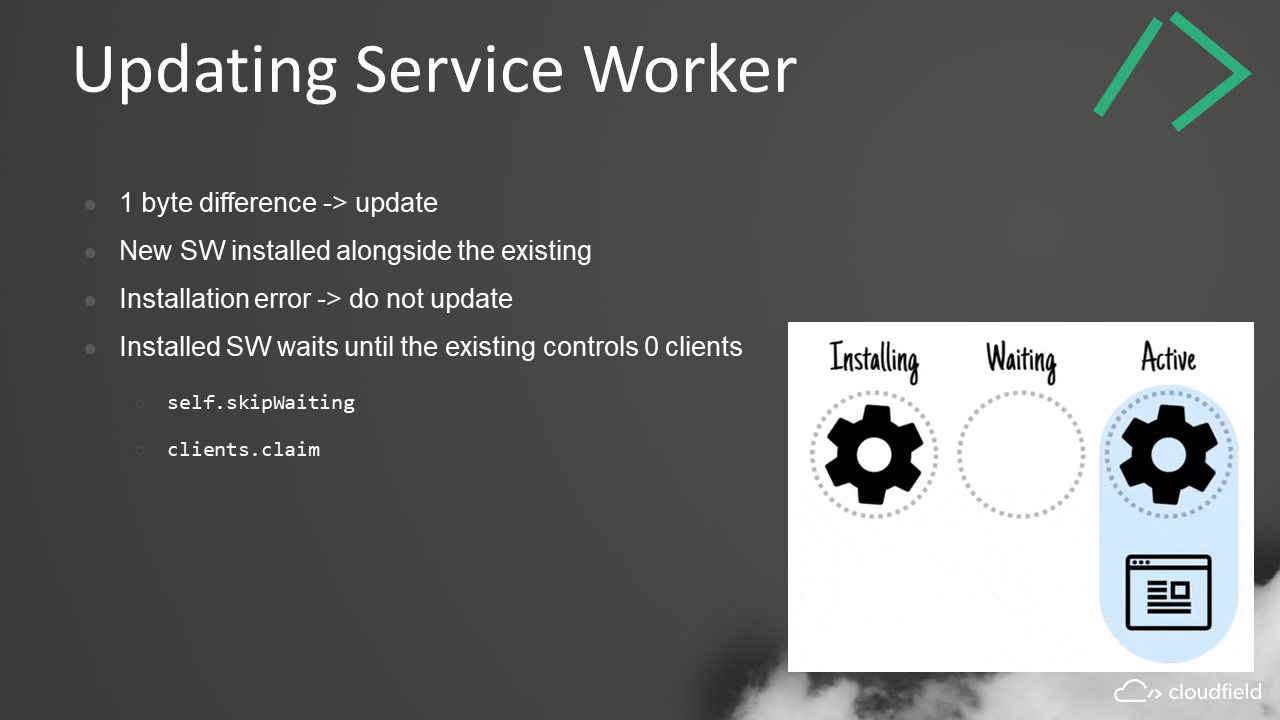 Updating Service Worker
1 byte difference -> update
New SW installed alongside the existing
Installation error -> do not update
Installed SW waits until the existing controls 0 clients
self.skipWaiting
clients.claim
Installing Waiting Active
cloudfield